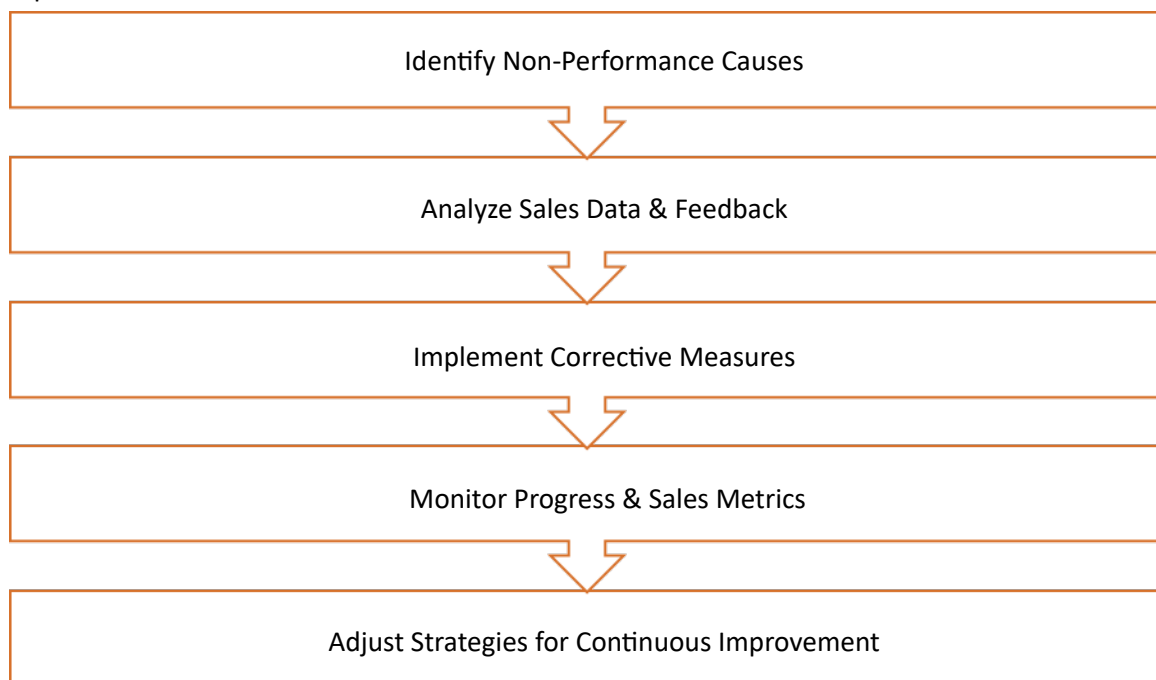 Identify Non-Performance Causes
Analyze Sales Data & Feedback
Implement Corrective Measures
Monitor Progress & Sales Metrics
Adjust Strategies for Continuous Improvement